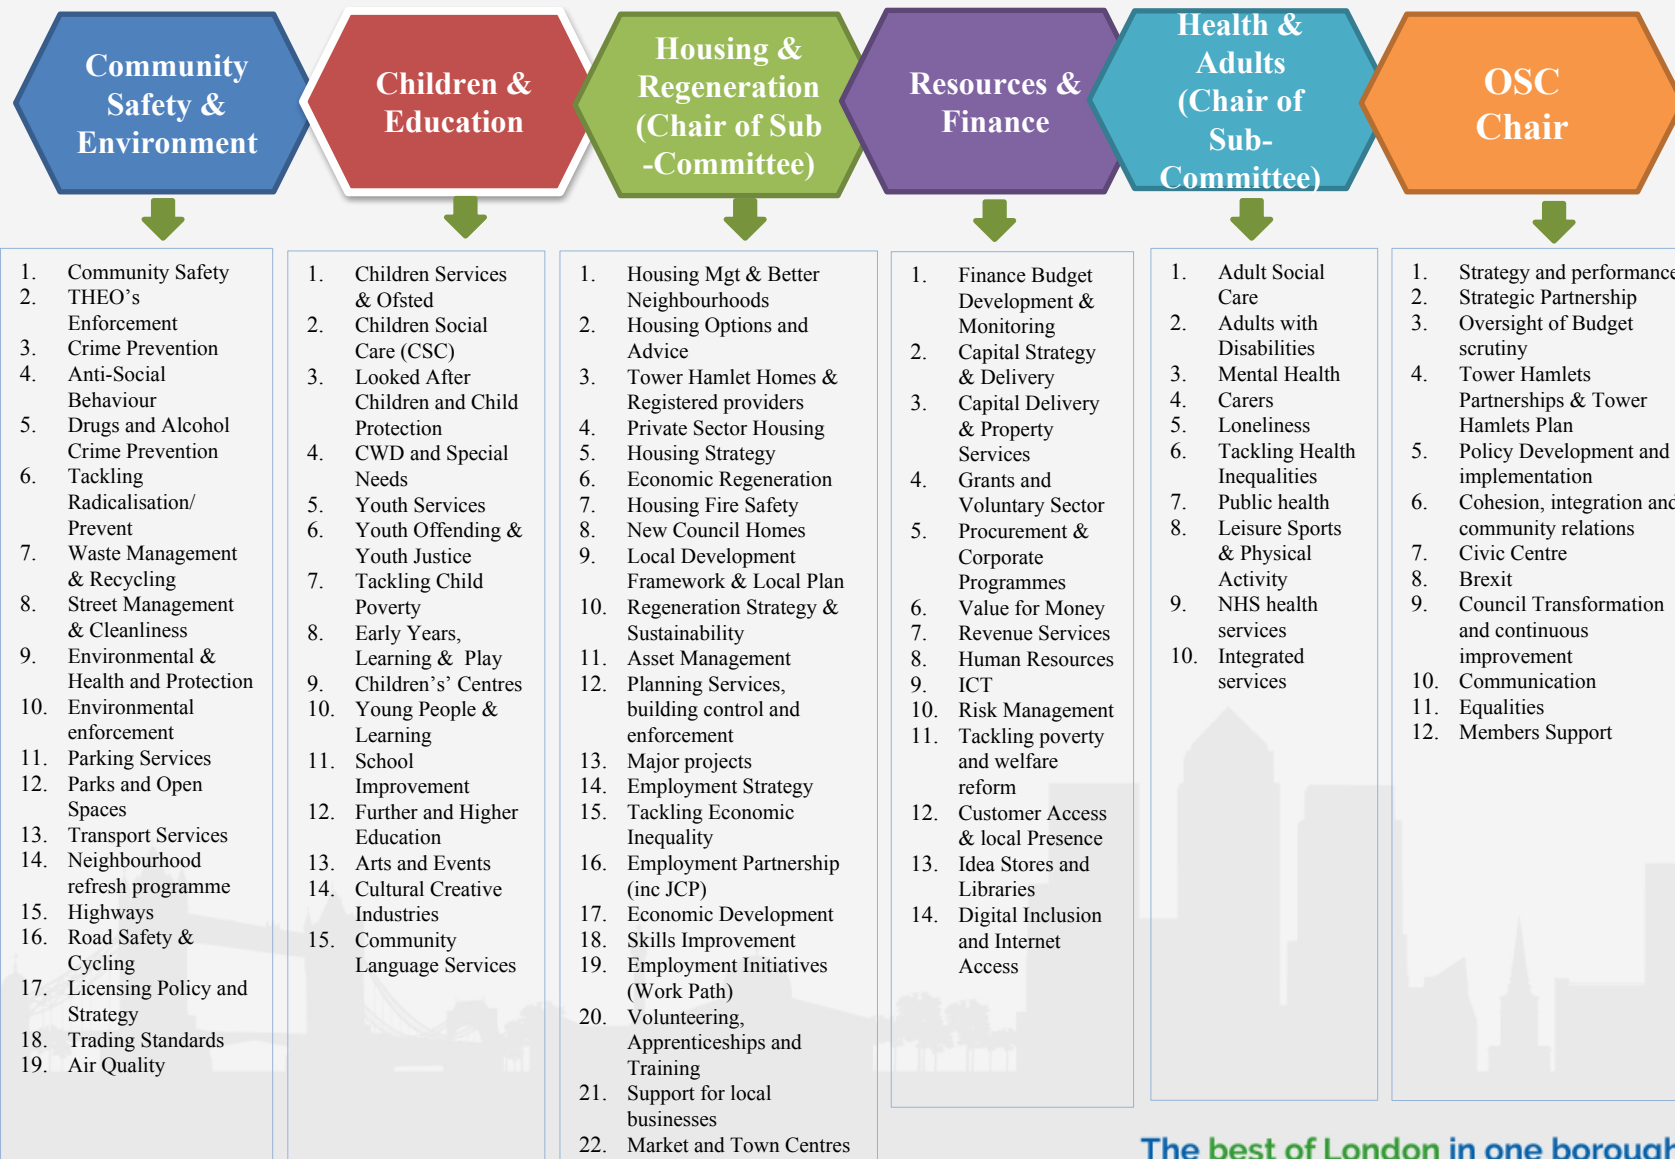 Community
Safety &
Environment
Children &
Education
Housing &
Regeneration
(Chair of Sub
-Committee)
Resources &
Finance
Health &
Adults
(Chair of
Sub-
Committee)
OSC
Chair
1. Community Safety
2. THEO's
Enforcement
3. Crime Prevention
4. Anti-Social
Behaviour
5. Drugs and Alcohol
Crime Prevention
6. Tackling
Radicalisation/
Prevent
7. Waste Management
& Recycling
8. Street Management
& Cleanliness
9. Environmental &
Health and Protection
10. Environmental
enforcement
11. Parking Services
12. Parks and Open
Spaces
13. Transport Services
14. Neighbourhood
refresh programme
15. Highways
16. Road Safety &
Cycling
17. Licensing Policy and
Strategy
18. Trading Standards
19. Air Quality
1. Children Services
& Ofsted
2. Children Social
Care (CSC)
3. Looked After
Children and Child
Protection
4. CWD and Special
Needs
5. Youth Services
6. Youth Offending &
Youth Justice
7. Tackling Child
Poverty
8. Early Years,
Learning & Play
9. Children's' Centres
10. Young People &
Learning
11. School
Improvement
12. Further and Higher
Education
13. Arts and Events
14. Cultural Creative
Industries
15. Community
Language Services
1. Housing Mgt & Better
Neighbourhoods
2. Housing Options and
Advice
3. Tower Hamlet Homes &
Registered providers
4. Private Sector Housing
5. Housing Strategy
6. Economic Regeneration
7. Housing Fire Safety
8. New Council Homes
9. Local Development
Framework & Local Plan
10. Regeneration Strategy &
Sustainability
11. Asset Management
12. Planning Services,
building control and
enforcement
13. Major projects
14. Employment Strategy
15. Tackling Economic
Inequality
16. Employment Partnership
(inc JCP)
17. Economic Development
18. Skills Improvement
19. Employment Initiatives
(Work Path)
20. Volunteering,
Apprenticeships and
Training
21. Support for local
businesses
22. Market and Town Centres
1. Finance Budget
Development &
Monitoring
2. Capital Strategy
& Delivery
3. Capital Delivery
& Property
Services
4. Grants and
Voluntary Sector
5. Procurement &
Corporate
Programmes
6. Value for Money
7. Revenue Services
8. Human Resources
9. ICT
10. Risk Management
11. Tackling poverty
and welfare
reform
12. Customer Access
& local Presence
13. Idea Stores and
Libraries
14. Digital Inclusion
and Internet
Access
1. Adult Social
Care
2. Adults with
Disabilities
3. Mental Health
4. Carers
5. Loneliness
6. Tackling Health
Inequalities
7. Public health
8. Leisure Sports
& Physical
Activity
9. NHS health
services
10. Integrated
services
1. Strategy and performance
2. Strategic Partnership
3. Oversight of Budget
scrutiny
4. Tower Hamlets
Partnerships & Tower
Hamlets Plan
5. Policy Development and
implementation
6. Cohesion, integration and
community relations
7. Civic Centre
8. Brexit
9. Council Transformation
and continuous
improvement
10. Communication
11. Equalities
12. Members Support
The best of London in one borough